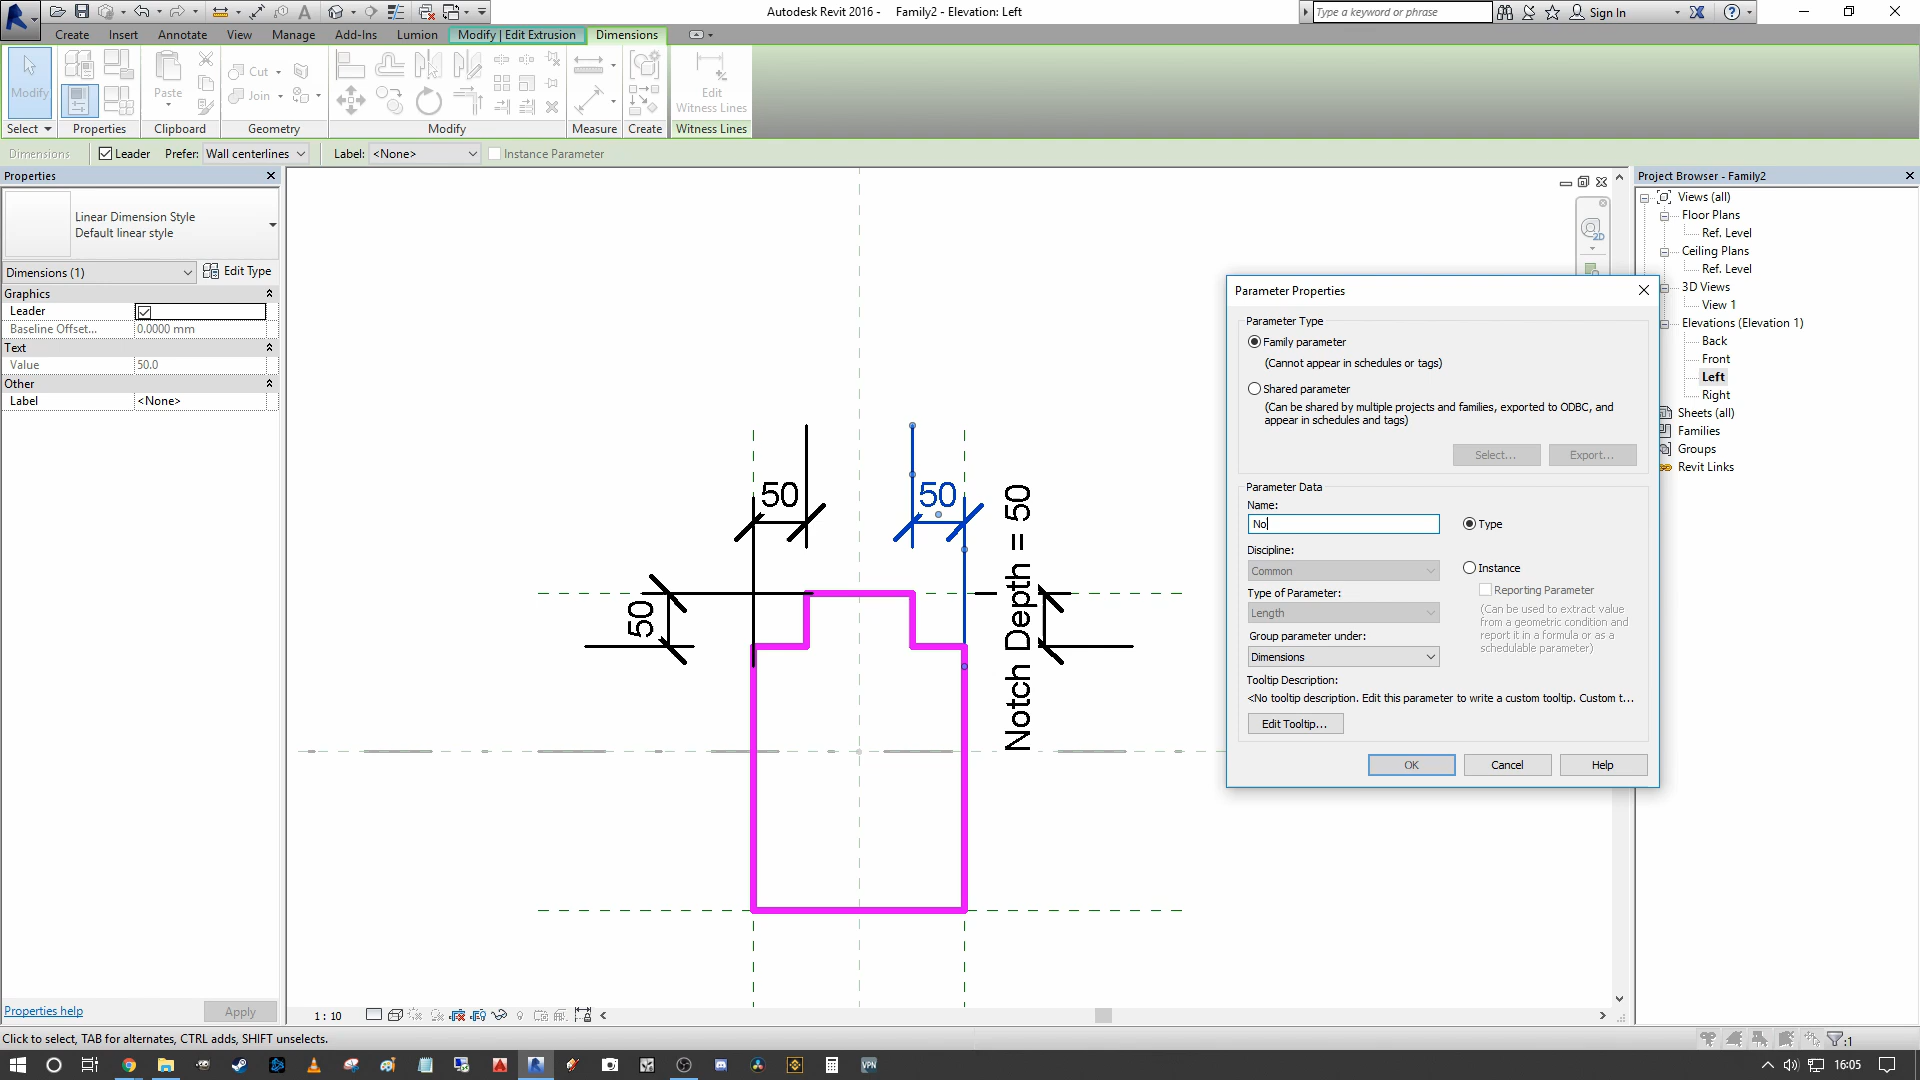 Autodesk Revit 2016 - Family2 - Elevation: Left
Type a keyword or phrase
Sign In
Create Insert Annotate View Manage Add-Ins Lumion Modify | Edit Extrusion Dimensions
Modify
Paste
Cut
Join
Edit
Witness Lines
Select Properties Clipboard Geometry Modify Measure Create Witness Lines
Dimensions Leader Prefer: Wall centerlines Label: <None> Instance Parameter
Properties
Linear Dimension Style
Default linear style
Dimensions (1) Edit Type
Graphics
Leader
Baseline Offset... 0.0000 mm
Text
Value 50.0
Other
Label <None>
Properties help Apply
50
50
50
Notch Depth = 50
2D
Parameter Properties
Parameter Type
Family parameter
(Cannot appear in schedules or tags)
Shared parameter
(Can be shared by multiple projects and families, exported to ODBC, and
appear in schedules and tags)
Select... Export...
Parameter Data
Name:
No
Type
Discipline:
Common
Instance
Reporting Parameter
(Can be used to extract value
from a geometric condition and
report it in a formula or as a
schedulable parameter)
Type of Parameter:
Length
Group parameter under:
Dimensions
Tooltip Description:
<No tooltip description. Edit this parameter to write a custom tooltip. Custom t...
Edit Tooltip...
OK Cancel Help
Project Browser - Family2
Views (all)
Floor Plans
Ref. Level
Ceiling Plans
Ref. Level
3D Views
View 1
Elevations (Elevation 1)
Back
Front
Left
Right
Sheets (all)
Families
Groups
Revit Links
1 : 10
Click to select, TAB for alternates, CTRL adds, SHIFT unselects.
:1
VPN
16:05